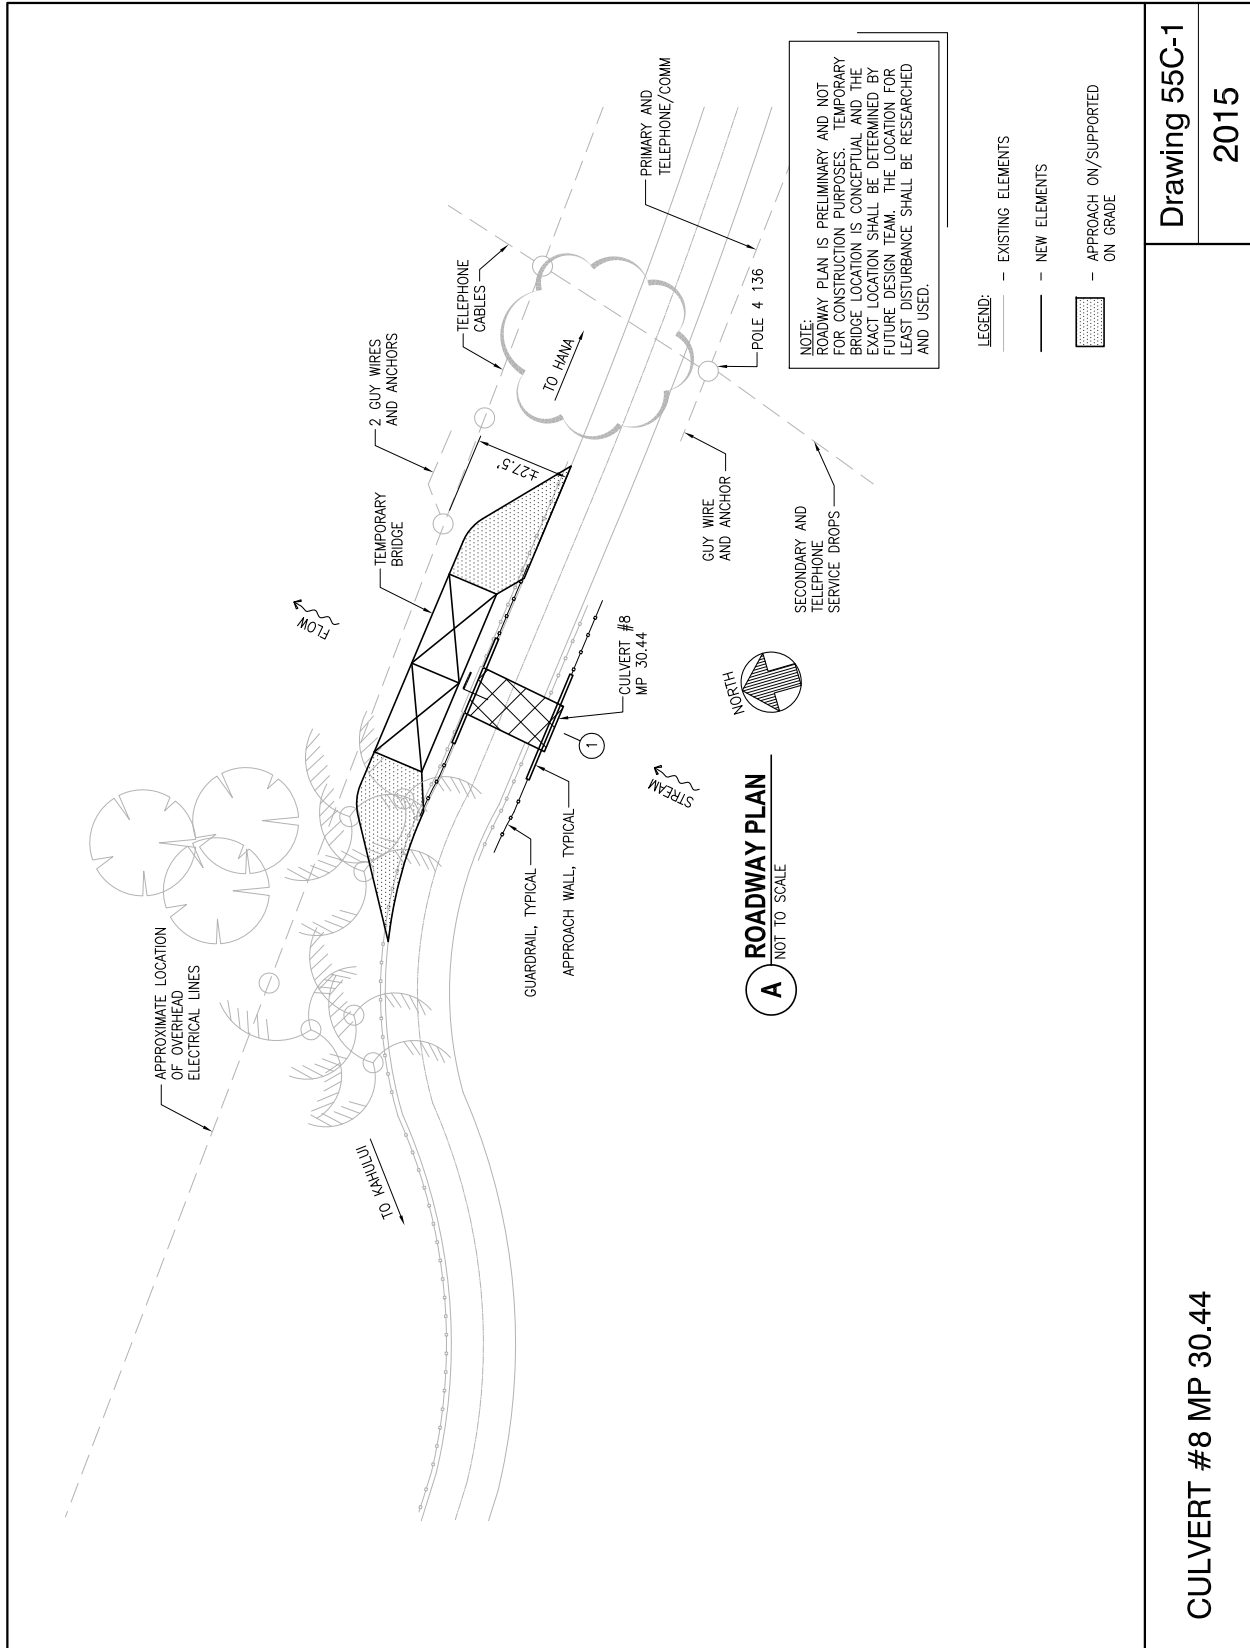 APPROXIMATE LOCATION
OF OVERHEAD
ELECTRICAL LINES
TO KAHULUI
FLOW
TEMPORARY
BRIDGE
2 GUY WIRES
AND ANCHORS
TELEPHONE
CABLES
±27.5'
TO HANA
PRIMARY AND
TELEPHONE/COMM
POLE 4 136
GUARDRAIL, TYPICAL
APPROACH WALL, TYPICAL
1
CULVERT #8
MP 30.44
STREAM
GUY WIRE
AND ANCHOR
SECONDARY AND
TELEPHONE
SERVICE DROPS
NORTH
A
ROADWAY PLAN
NOT TO SCALE
NOTE:
ROADWAY PLAN IS PRELIMINARY AND NOT
FOR CONSTRUCTION PURPOSES. TEMPORARY
BRIDGE LOCATION IS CONCEPTUAL AND THE
EXACT LOCATION SHALL BE DETERMINED BY
FUTURE DESIGN TEAM. THE LOCATION FOR
LEAST DISTURBANCE SHALL BE RESEARCHED
AND USED.
LEGEND:
- EXISTING ELEMENTS
- NEW ELEMENTS
- APPROACH ON/SUPPORTED
ON GRADE
CULVERT #8 MP 30.44
Drawing 55C-1
2015